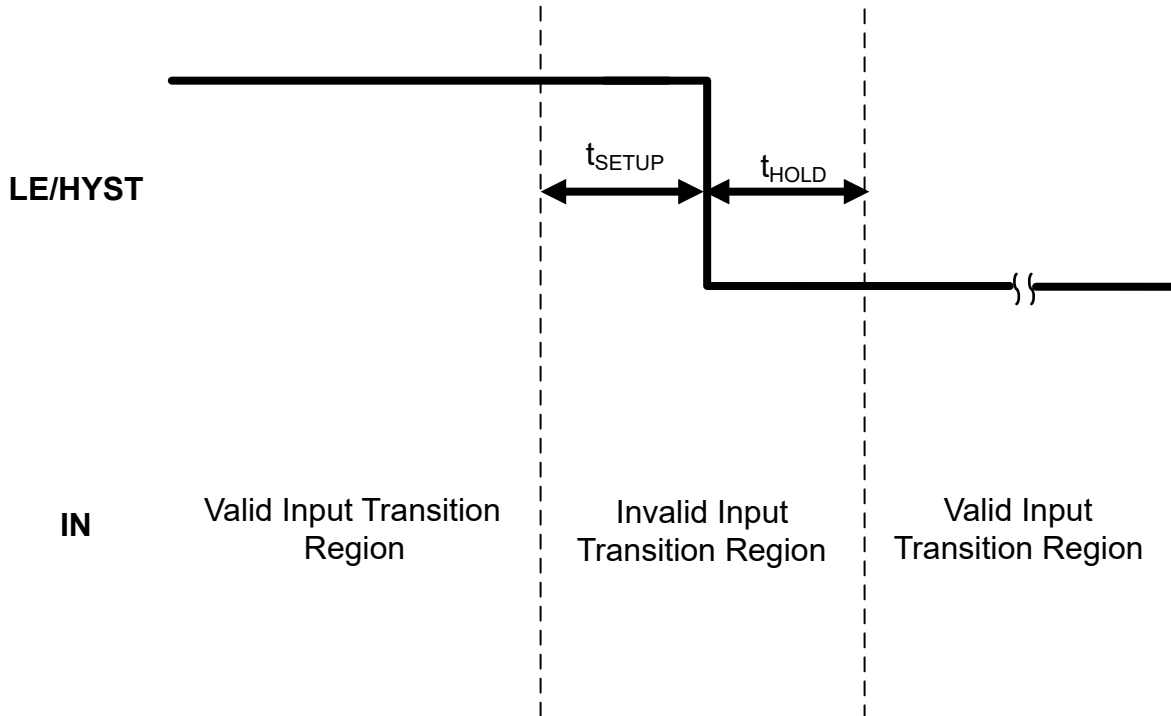 tSETUP
tHOLD
LE/HYST
IN
Valid Input Transition
Region
Invalid Input
Transition Region
Valid Input
Transition Region